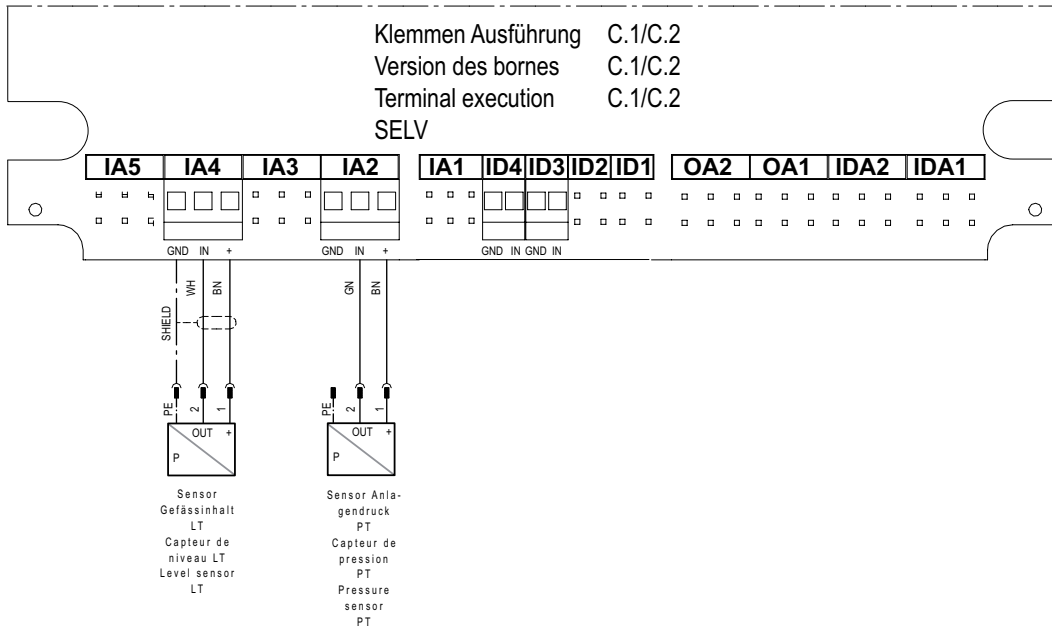 Klemmen Ausführung C.1/C.2
Version des bornes C.1/C.2
Terminal execution C.1/C.2
SELV
IA5 IA4 IA3 IA2 IA1 ID4 ID3 ID2 ID1 OA2 OA1 IDA2 IDA1
GND IN + GND IN + GND IN GND IN
SHIELD WH BN GN BN
PE 2 1 PE 2 1
OUT + OUT +
P P
Sensor
Gefässinhalt
LT
Capteur de
niveau LT
Level sensor
LT
Sensor Anla-
gendruck
PT
Capteur de
pression
PT
Pressure
sensor
PT